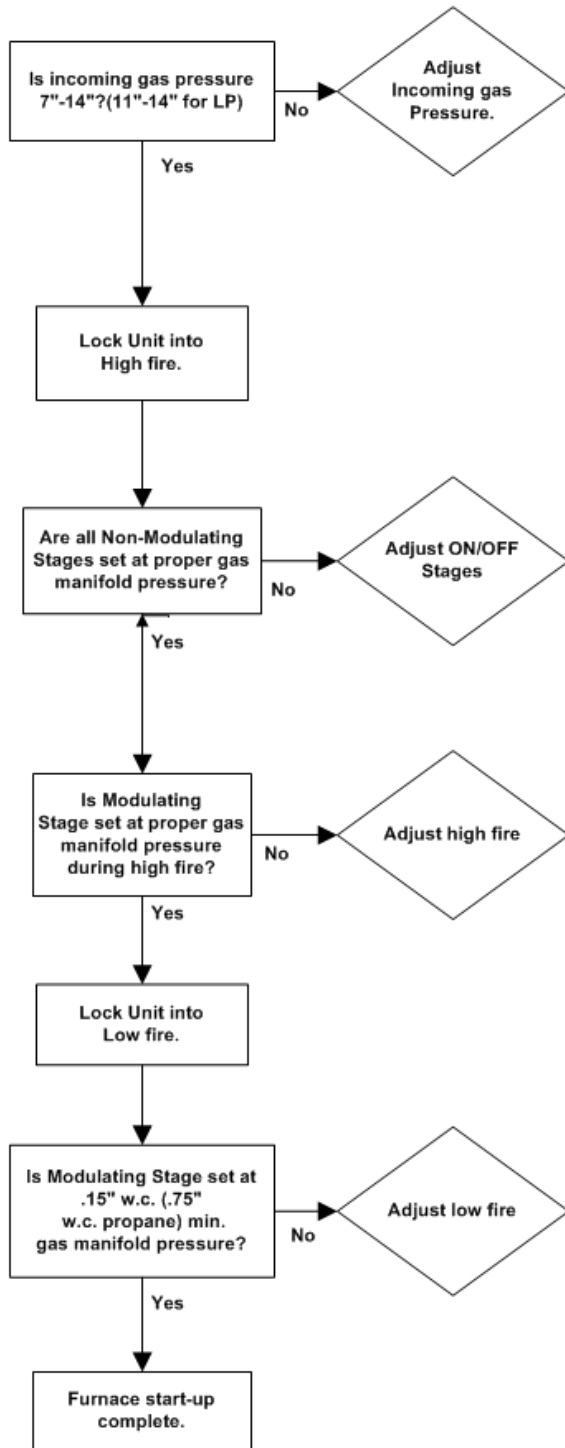 Is incoming gas pressure
7"-14"?(11"-14" for LP)
No
Adjust
Incoming gas
Pressure.
Yes
Lock Unit into
High fire.
Are all Non-Modulating
Stages set at proper gas
manifold pressure?
No
Adjust ON/OFF
Stages
Yes
Is Modulating
Stage set at proper gas
manifold pressure
during high fire?
No
Adjust high fire
Yes
Lock Unit into
Low fire.
Is Modulating Stage set at
.15" w.c. (.75"
w.c. propane) min.
gas manifold pressure?
No
Adjust low fire
Yes
Furnace start-up
complete.